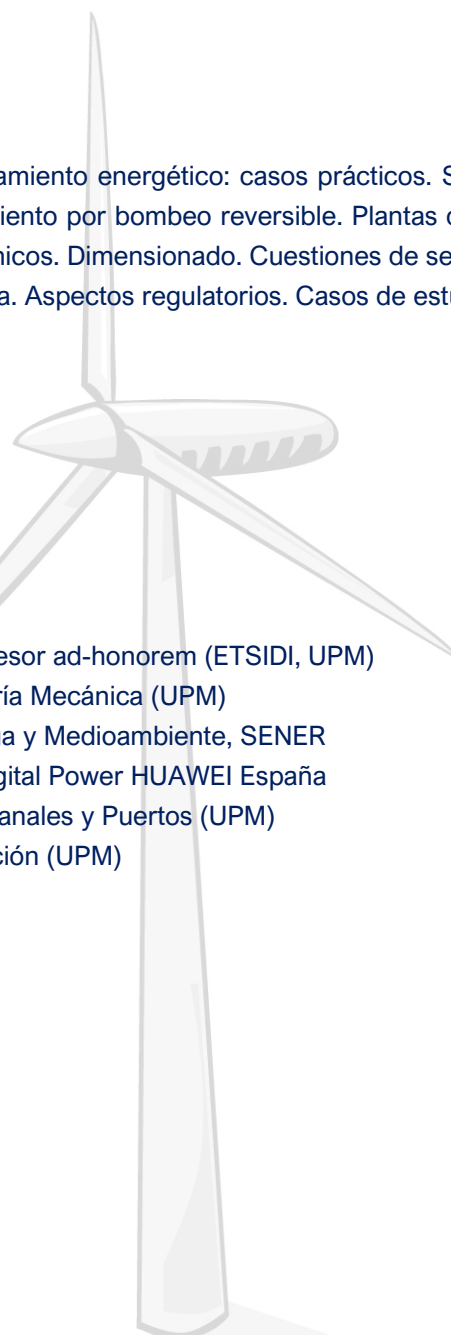 amiento energético: casos prácticos. S
iento por bombeo reversible. Plantas
nicos. Dimensionado. Cuestiones de se
a. Aspectos regulatorios. Casos de est
esor ad-honorem (ETSIDI, UPM)
ría Mecánica (UPM)
a y Medioambiente, SENER
gital Power HUAWEI España
anales y Puertos (UPM)
ción (UPM)